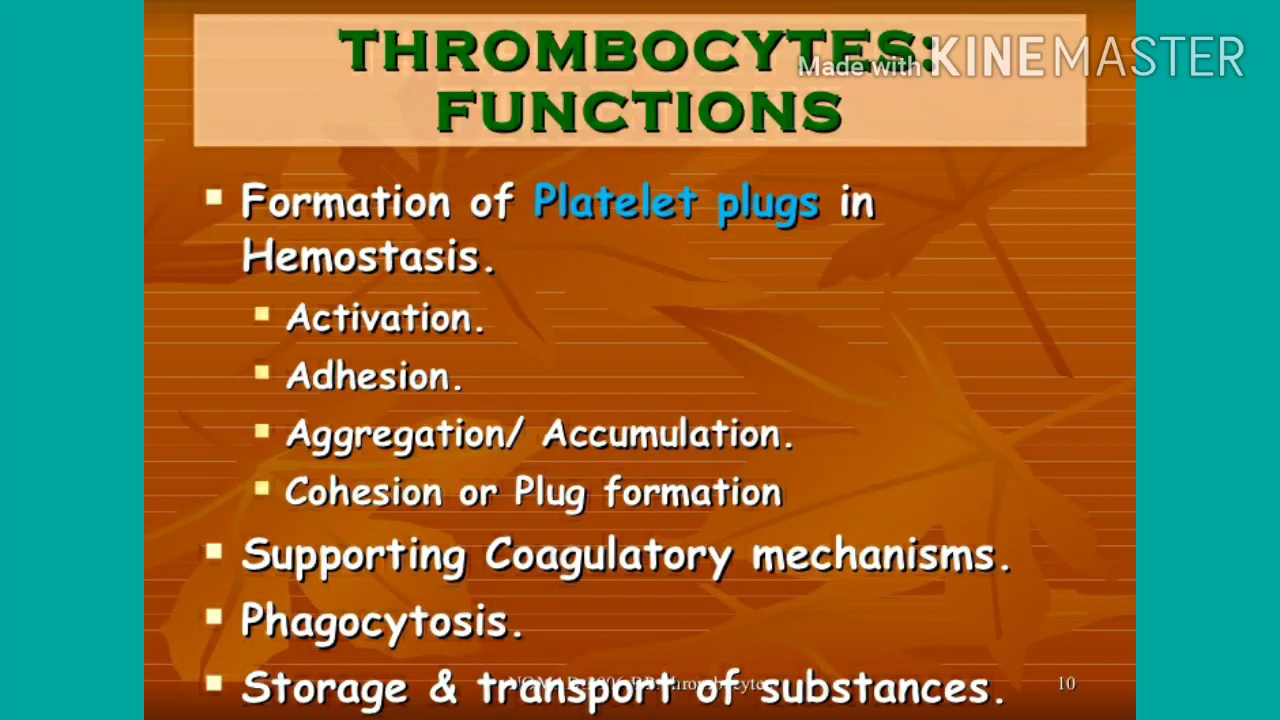 THROMBOCYTES:
Made with KINEMASTER
FUNCTIONS
Formation of Platelet plugs in
Hemostasis.
Activation.
Adhesion.
Aggregation/ Accumulation.
Cohesion or Plug formation
Supporting Coagulatory mechanisms.
Phagocytosis.
Storage & transport of substances.
10